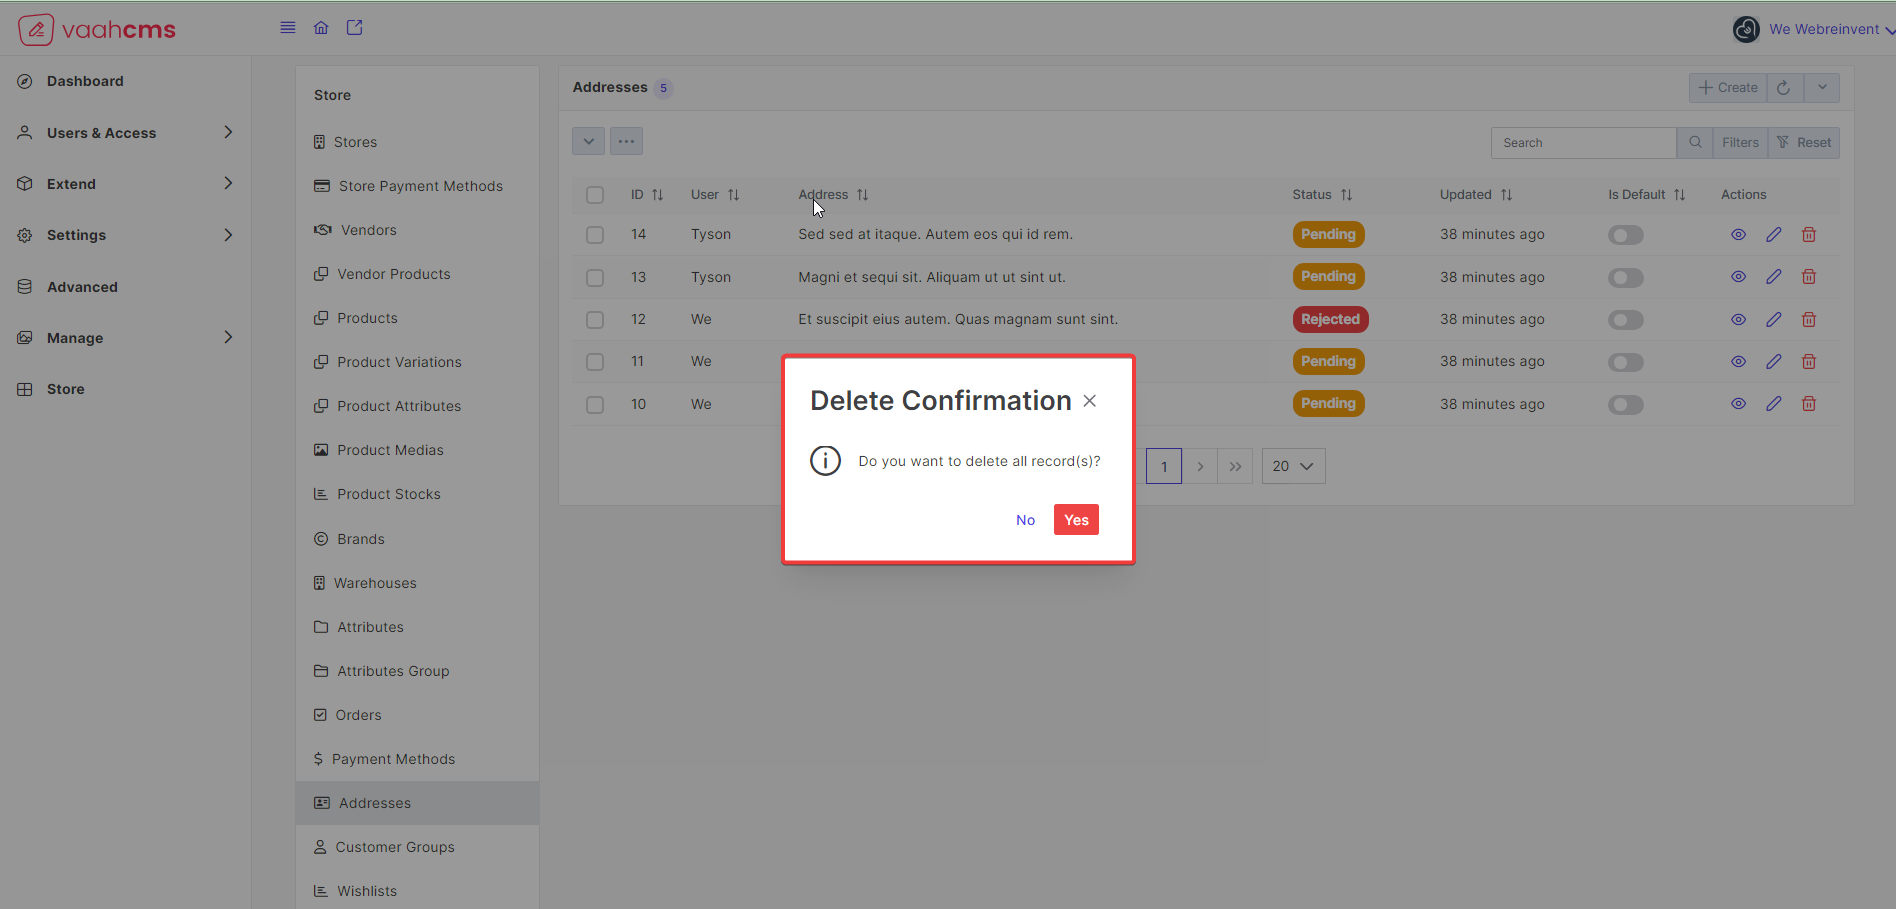 vaahcms
We Webreinvent
Dashboard
Users & Access
Extend
Settings
Advanced
Manage
Store
Store
Stores
Store Payment Methods
Vendors
Vendor Products
Products
Product Variations
Product Attributes
Product Medias
Product Stocks
Brands
Warehouses
Attributes
Attributes Group
Orders
Payment Methods
Addresses
Customer Groups
Wishlists
Addresses 5
Create
Search Filters Reset
ID User Address Status Updated Is Default Actions
14 Tyson Sed sed at itaque. Autem eos qui id rem. Pending 38 minutes ago
13 Tyson Magni et sequi sit. Aliquam ut ut sint ut. Pending 38 minutes ago
12 We Et suscipit eius autem. Quas magnam sunt sint. Rejected 38 minutes ago
11 We Pending 38 minutes ago
10 We Pending 38 minutes ago
1 20
Delete Confirmation
Do you want to delete all record(s)?
No Yes